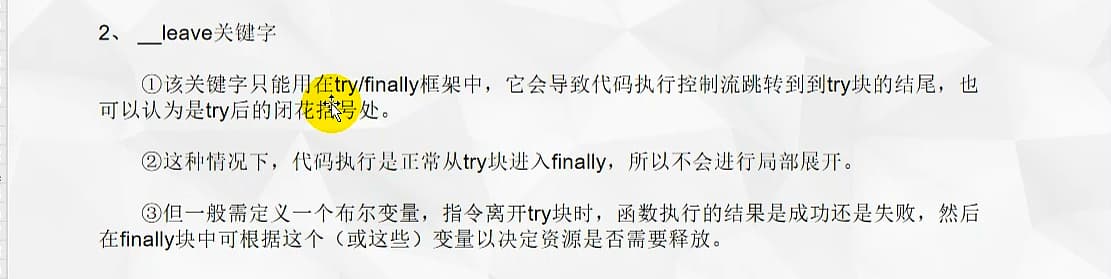 2、__leave关键字
①该关键字只能用在try/finally框架中，它会导致代码执行控制流跳转到到try块的结尾，也
可以认为是try后的闭花括号处。
②这种情况下，代码执行是正常从try块进入finally，所以不会进行局部展开。
③但一般需定义一个布尔变量，指令离开try块时，函数执行的结果是成功还是失败，然后
在finally块中可根据这个（或这些）变量以决定资源是否需要释放。